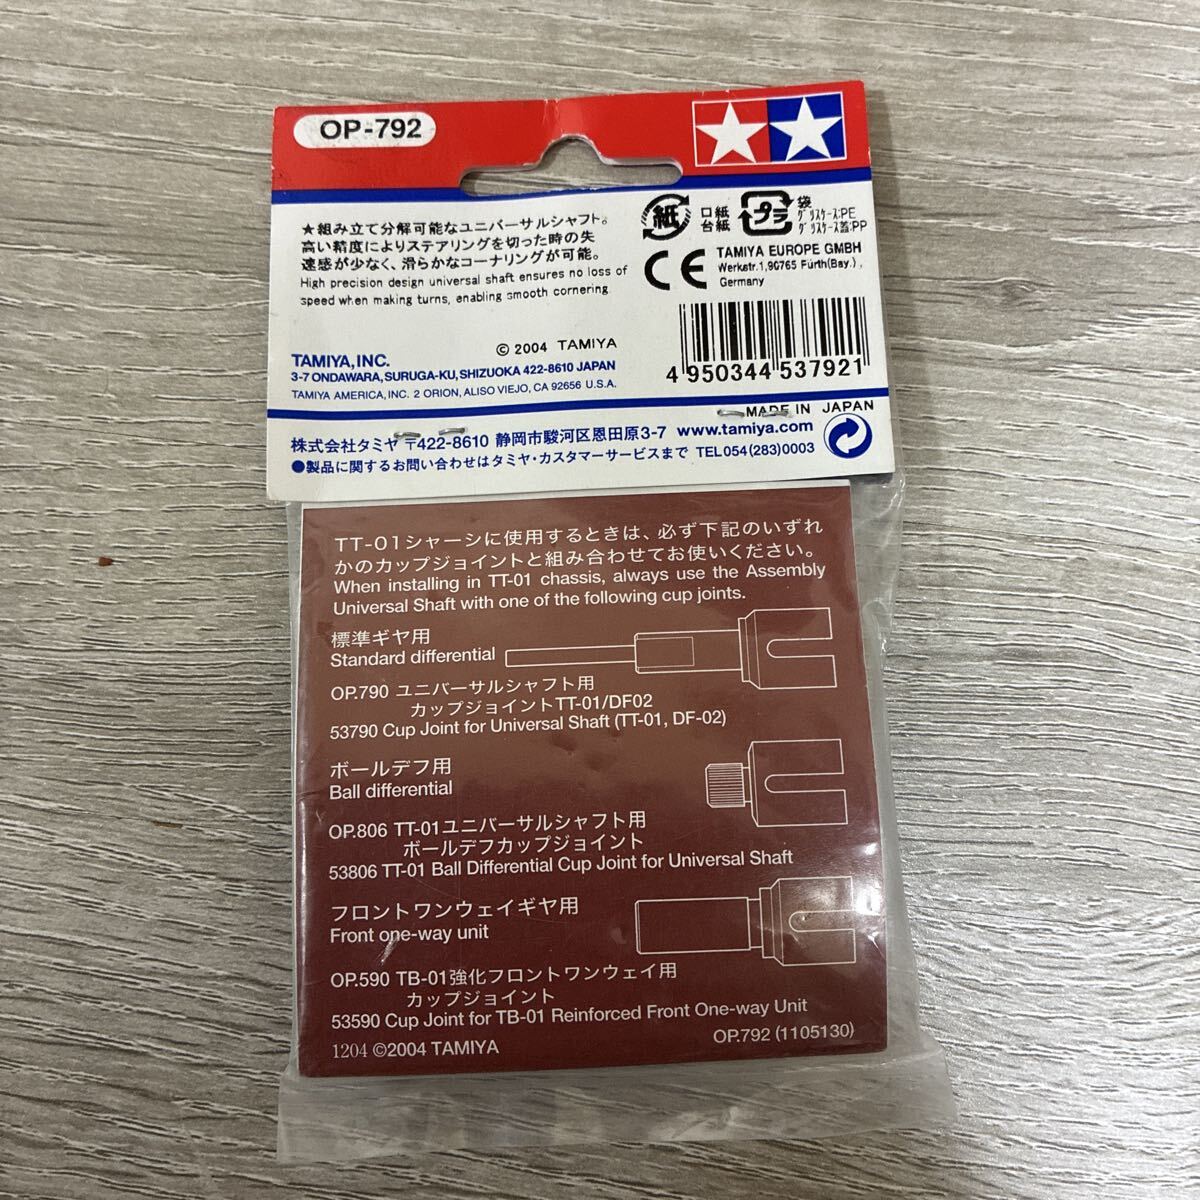 OP-792
★組み立て分解可能なユニバーサルシャフト。
高い精度によりステアリングを切った時の失
速感が少なく、滑らかなコーナリングが可能。
High precision design universal shaft ensures no loss of
speed when making turns, enabling smooth cornering.
© 2004 TAMIYA
TAMIYA, INC.
3-7 ONDAWARA, SURUGA-KU, SHIZUOKA 422-8610 JAPAN
TAMIYA AMERICA, INC. 2 ORION, ALISO VIEJO, CA 92656 U.S.A.
紙
口紙
台紙
プラ
袋
グリスケース:PE
グリスケース蓋:PP
CE
TAMIYA EUROPE GMBH
Werkstr.1,90765 Fürth(Bay.),
Germany
4 950344 537921
MADE IN JAPAN
株式会社タミヤ 〒422-8610 静岡市駿河区恩田原3-7 www.tamiya.com
●製品に関するお問い合わせはタミヤ・カスタマーサービスまで TEL054(283)0003
TT-01シャーシに使用するときは、必ず下記のいずれ
かのカップジョイントと組み合わせてお使いください。
When installing in TT-01 chassis, always use the Assembly
Universal Shaft with one of the following cup joints.
標準ギヤ用
Standard differential
OP.790 ユニバーサルシャフト用
カップジョイントTT-01/DF02
53790 Cup Joint for Universal Shaft (TT-01, DF-02)
ボールデフ用
Ball differential
OP.806 TT-01ユニバーサルシャフト用
ボールデフカップジョイント
53806 TT-01 Ball Differential Cup Joint for Universal Shaft
フロントワンウェイギヤ用
Front one-way unit
OP.590 TB-01強化フロントワンウェイ用
カップジョイント
53590 Cup Joint for TB-01 Reinforced Front One-way Unit
OP.792 (1105130)
1204 ©2004 TAMIYA